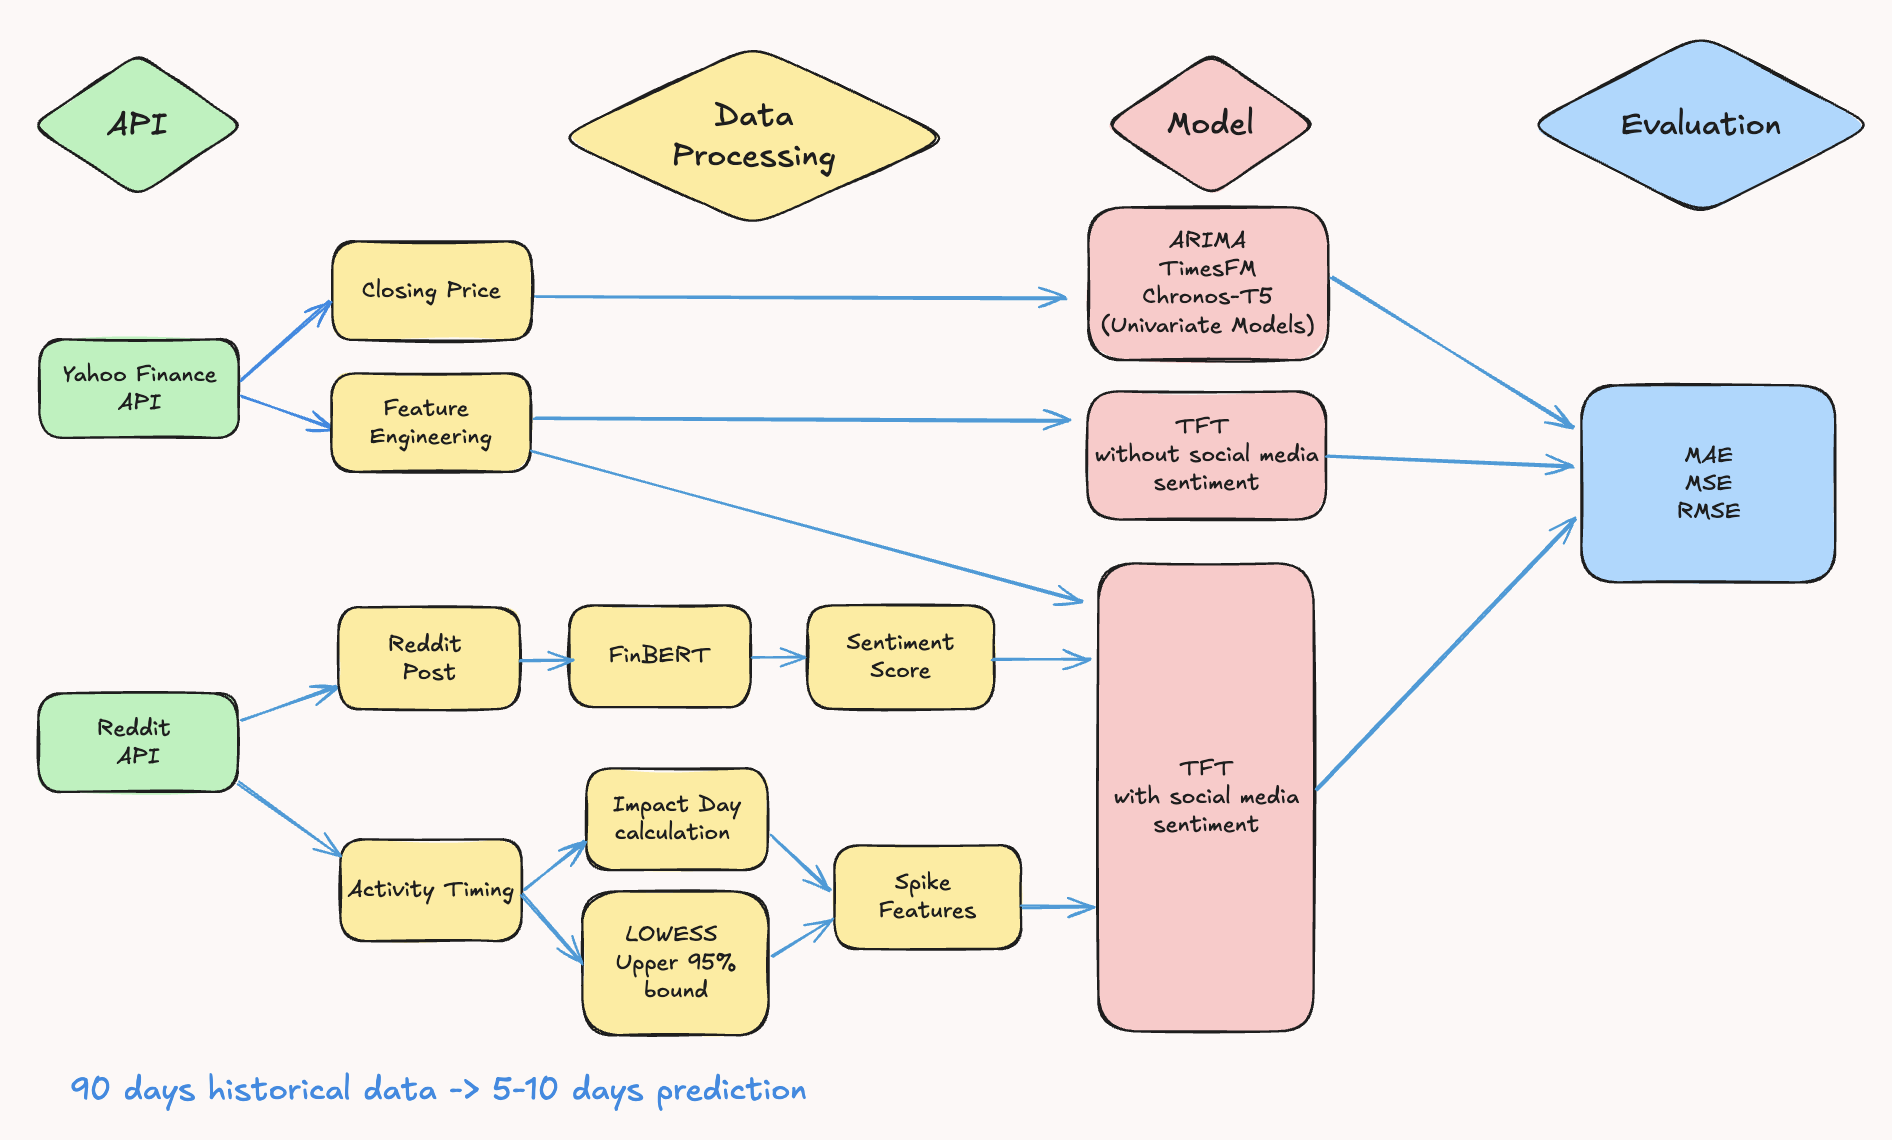 API
Data
Processing
Model
Evaluation
Yahoo Finance
API
Closing Price
Feature
Engineering
ARIMA
TimesFM
Chronos-T5
(Univariate Models)
TFT
without social media
sentiment
MAE
MSE
RMSE
Reddit
API
Reddit
Post
FinBERT
Sentiment
Score
Activity Timing
Impact Day
calculation
LOWESS
Upper 95%
bound
Spike
Features
TFT
with social media
sentiment
90 days historical data -> 5-10 days prediction